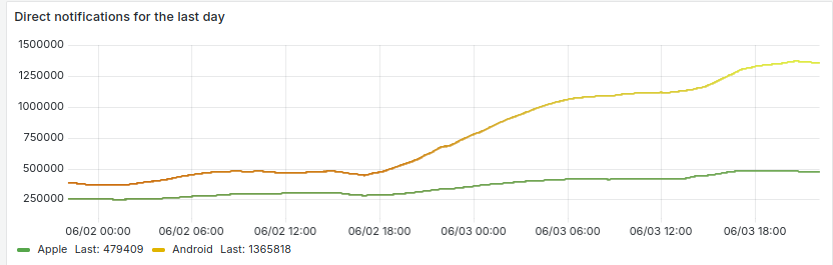 Direct notifications for the last day
1500000
1250000
1000000
750000
500000
250000
06/02 00:00 06/02 06:00 06/02 12:00 06/02 18:00 06/03 00:00 06/03 06:00 06/03 12:00 06/03 18:00
Apple Last: 479409 Android Last: 1365818